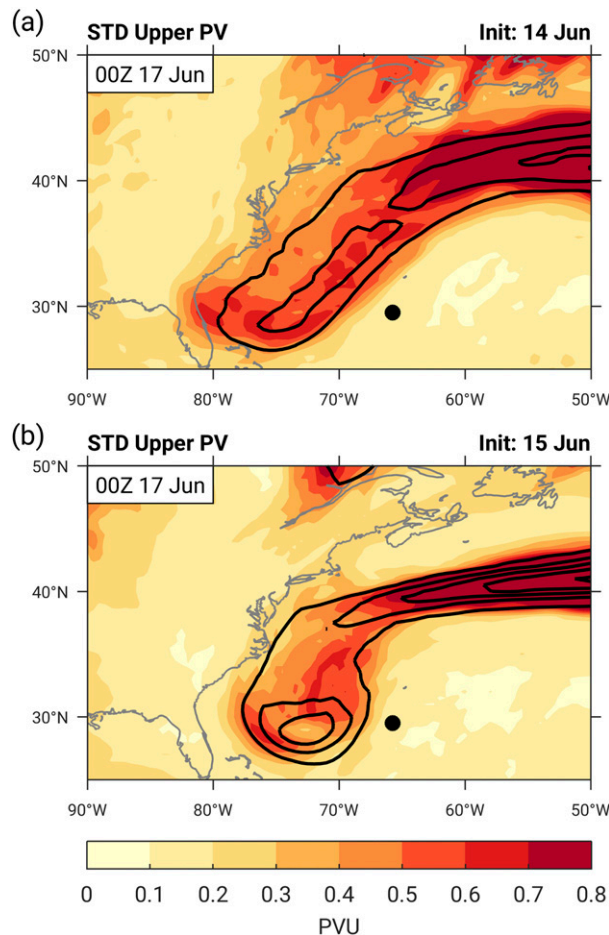 (a)
STD Upper PV Init: 14 Jun
50°N
00Z 17 Jun
40°N
30°N
90°W 80°W 70°W 60°W 50°W
(b)
STD Upper PV Init: 15 Jun
50°N
00Z 17 Jun
40°N
30°N
90°W 80°W 70°W 60°W 50°W
0 0.1 0.2 0.3 0.4 0.5 0.6 0.7 0.8
PVU